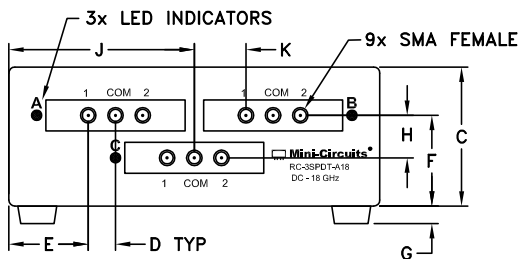 3x LED INDICATORS
J
K
9x SMA FEMALE
A
1 COM 2
1 COM 2
B
C
H
F
C
1 COM 2
Mini-Circuits®
RC-3SPDT-A18
DC - 18 GHz
E
D TYP
G